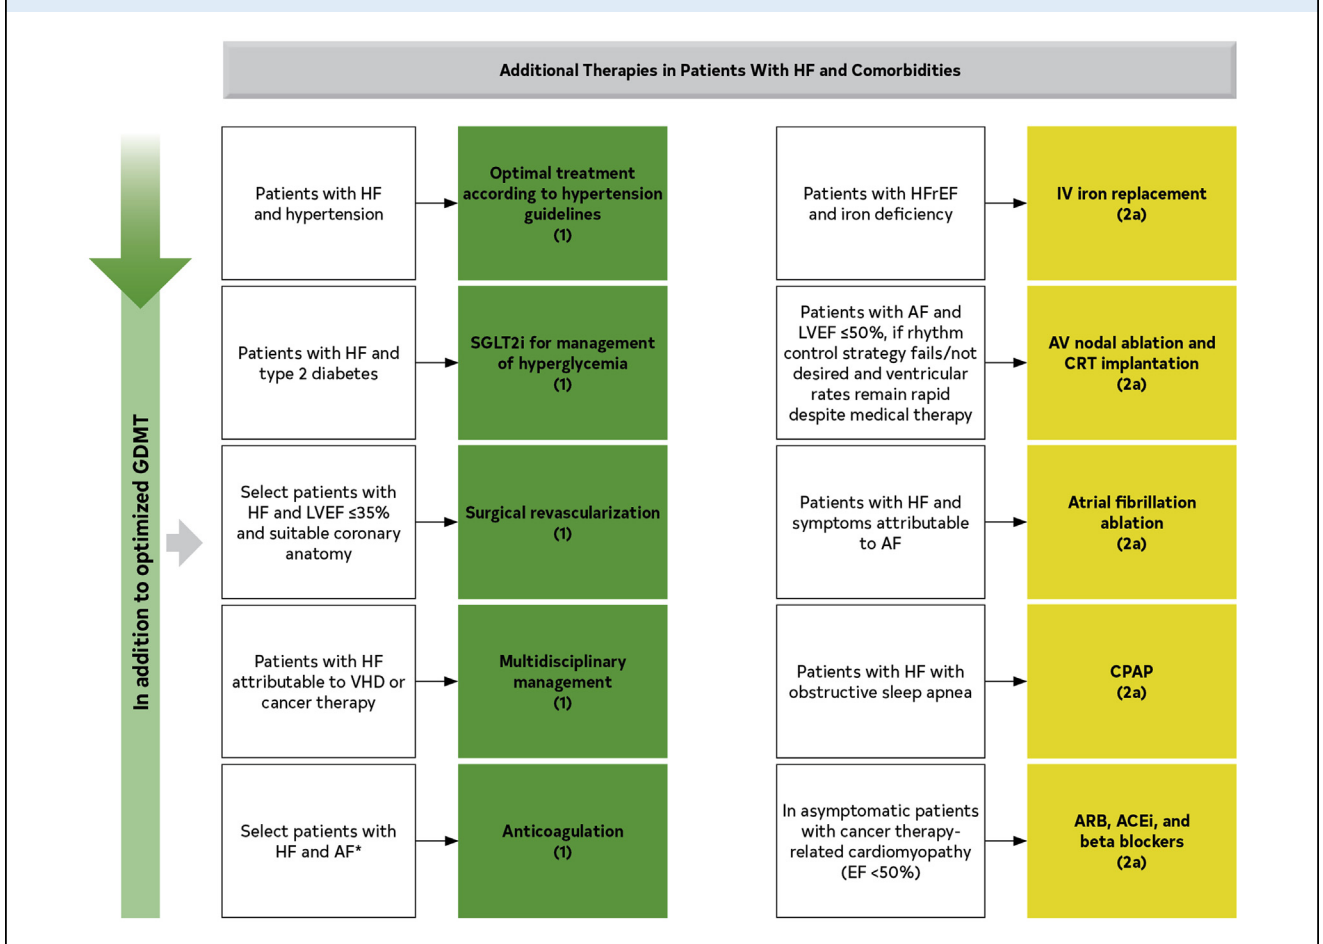 Additional Therapies in Patients With HF and Comorbidities
In addition to optimized GDMT
Patients with HF
and hypertension
Optimal treatment
according to hypertension
guidelines
(1)
Patients with HFrEF
and iron deficiency
IV iron replacement
(2a)
Patients with HF and
type 2 diabetes
SGLT2i for management
of hyperglycemia
(1)
Patients with AF and
LVEF ≤50%, if rhythm
control strategy fails/not
desired and ventricular
rates remain rapid
despite medical therapy
AV nodal ablation and
CRT implantation
(2a)
Select patients with
HF and LVEF ≤35%
and suitable coronary
anatomy
Surgical revascularization
(1)
Patients with HF and
symptoms attributable
to AF
Atrial fibrillation
ablation
(2a)
Patients with HF
attributable to VHD or
cancer therapy
Multidisciplinary
management
(1)
Patients with HF with
obstructive sleep apnea
CPAP
(2a)
Select patients with
HF and AF*
Anticoagulation
(1)
In asymptomatic patients
with cancer therapy-
related cardiomyopathy
(EF <50%)
ARB, ACEi, and
beta blockers
(2a)